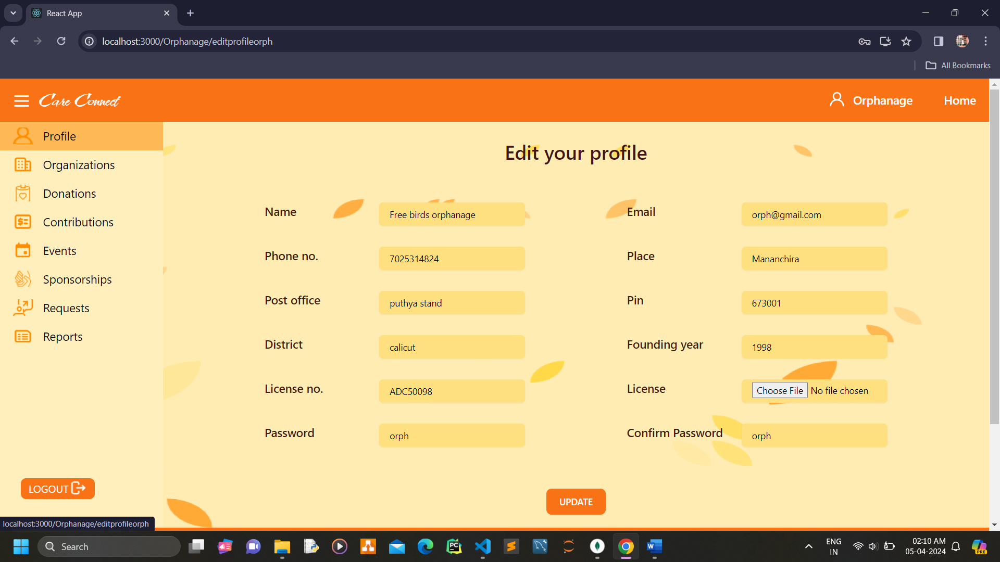 React App
localhost:3000/Orphanage/editprofileorph
All Bookmarks
Care Connect
Orphanage
Home
Profile
Organizations
Donations
Contributions
Events
Sponsorships
Requests
Reports
LOGOUT
Edit your profile
Name Free birds orphanage Email orph@gmail.com
Phone no. 7025314824 Place Mananchira
Post office puthya stand Pin 673001
District calicut Founding year 1998
License no. ADC50098 License Choose File No file chosen
Password orph Confirm Password orph
UPDATE
localhost:3000/Orphanage/editprofileorph
Search
PC
W
ENG
IN
02:10 AM
05-04-2024
PRE